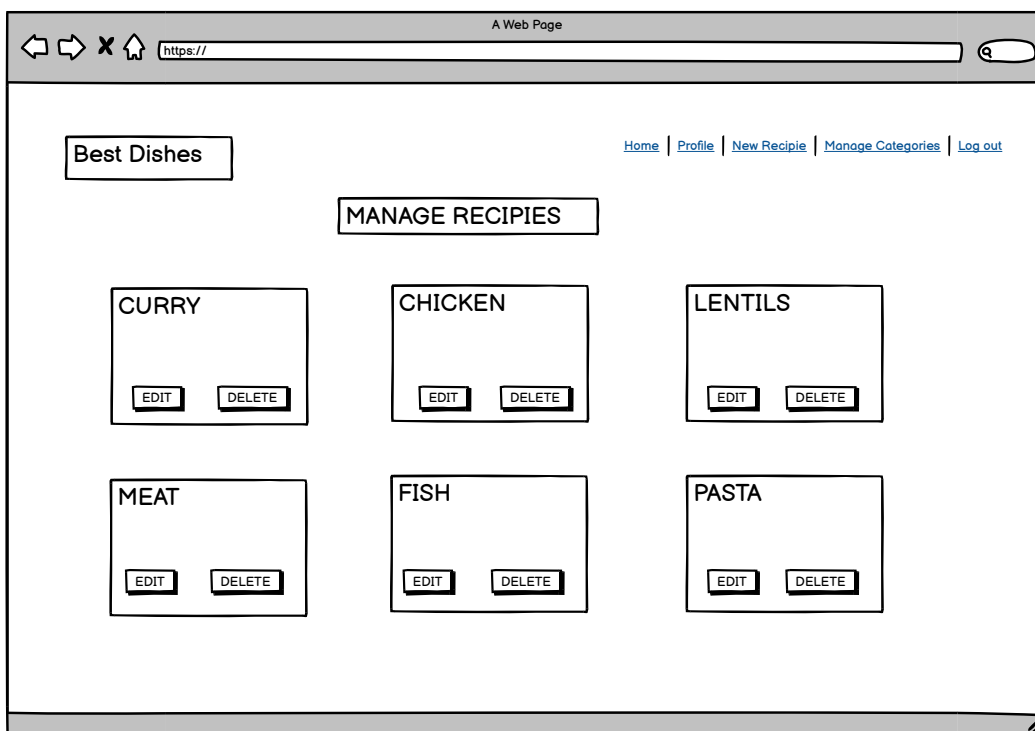 A Web Page
https://
Best Dishes
Home Profile New Recipie Manage Categories Log out
MANAGE RECIPIES
CURRY
EDIT DELETE
CHICKEN
EDIT DELETE
LENTILS
EDIT DELETE
MEAT
EDIT DELETE
FISH
EDIT DELETE
PASTA
EDIT DELETE